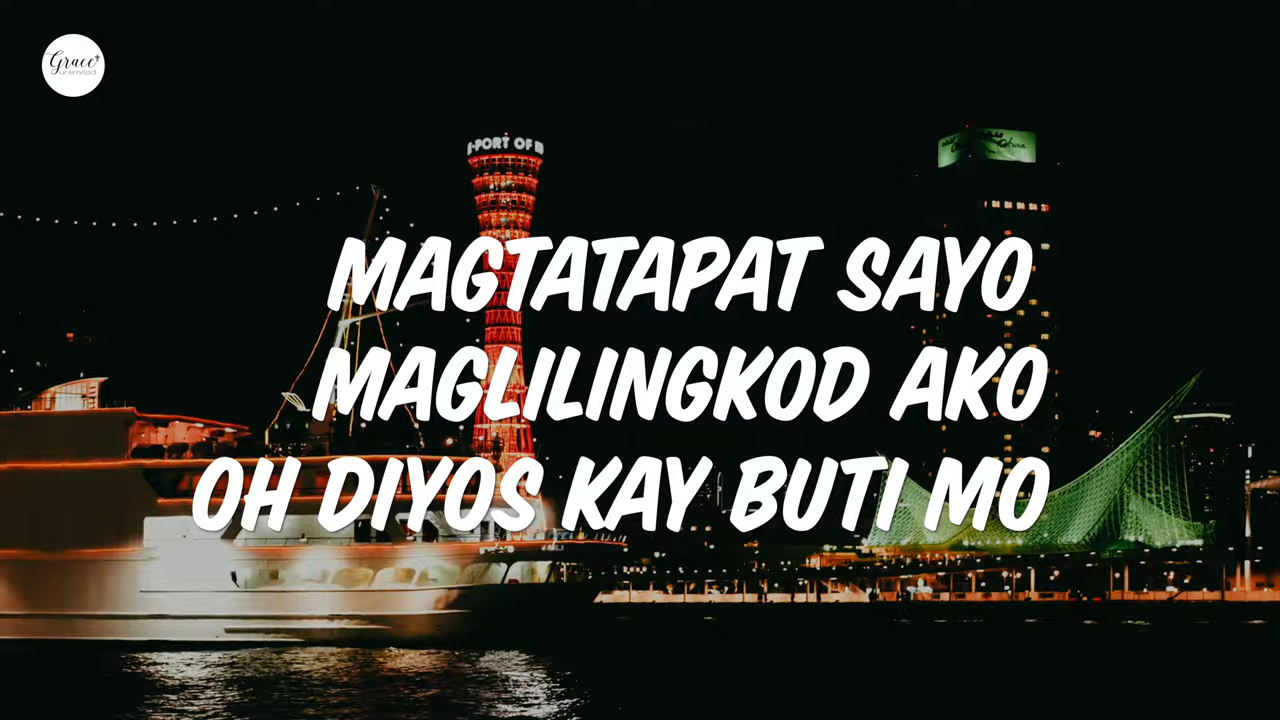 Grace
unlimited
PORT OF
MAGTATAPAT SAYO
MAGLILINGKOD AKO
OH DIYOS KAY BUTI MO